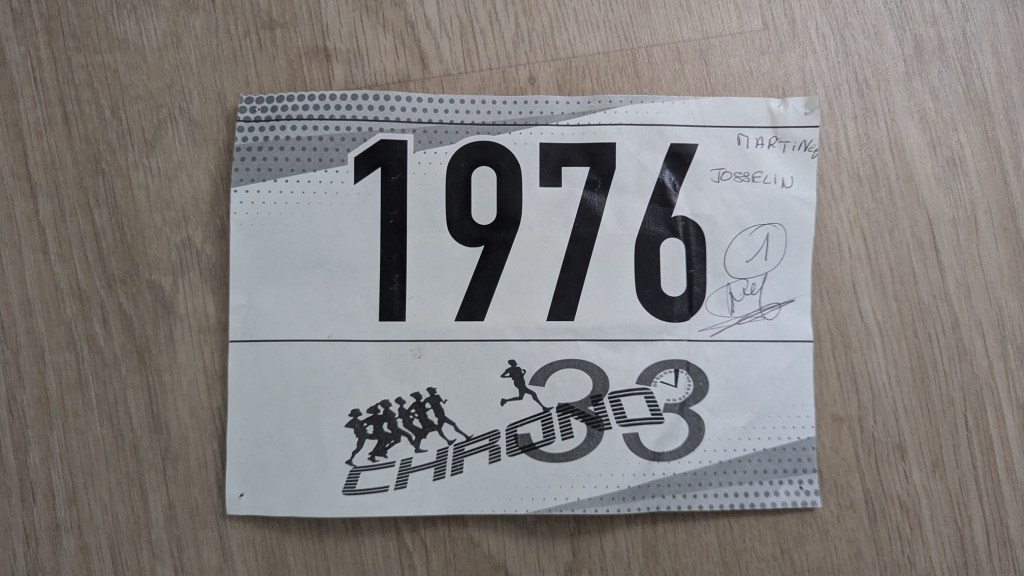 1976
MARTINEZ
JOSSELIN
1
CHRONO 33